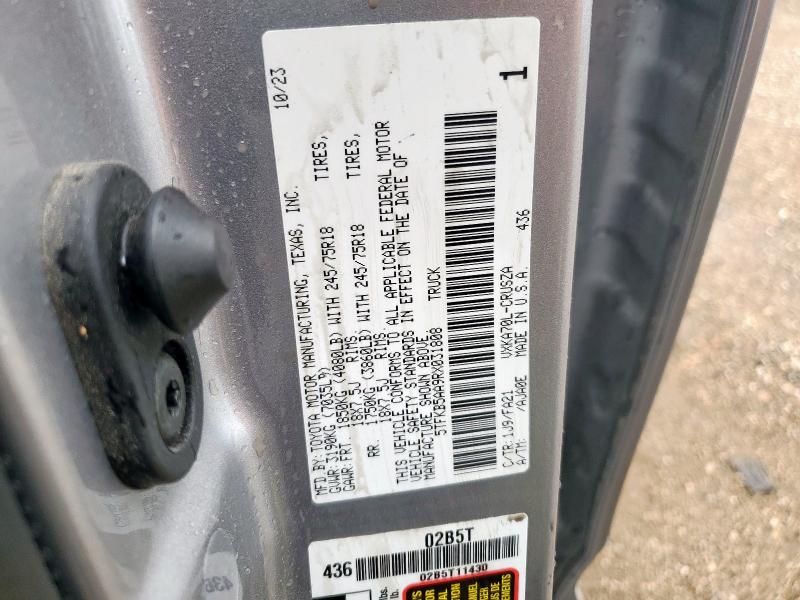 10/23
1
MFD BY: TOYOTA MOTOR MANUFACTURING, TEXAS, INC.
GVWR: 3190KG (7035LB)
GAWR: FRT 1850KG (4080LB) WITH 245/75R18 TIRES,
18X7.5J RIMS.
RR. 1750KG (3860LB) WITH 245/75R18 TIRES,
18X7.5J RIMS.
THIS VEHICLE CONFORMS TO ALL APPLICABLE FEDERAL MOTOR
VEHICLE SAFETY STANDARDS IN EFFECT ON THE DATE OF
MANUFACTURE SHOWN ABOVE.
5TFKB5AA9RX031808 TRUCK
436
C/TR: 1J9/FA21 VXKA70L-CRUSZA
A/TM: /AJA0E MADE IN U.S.A.
02B5T
436
02B5T11430
436